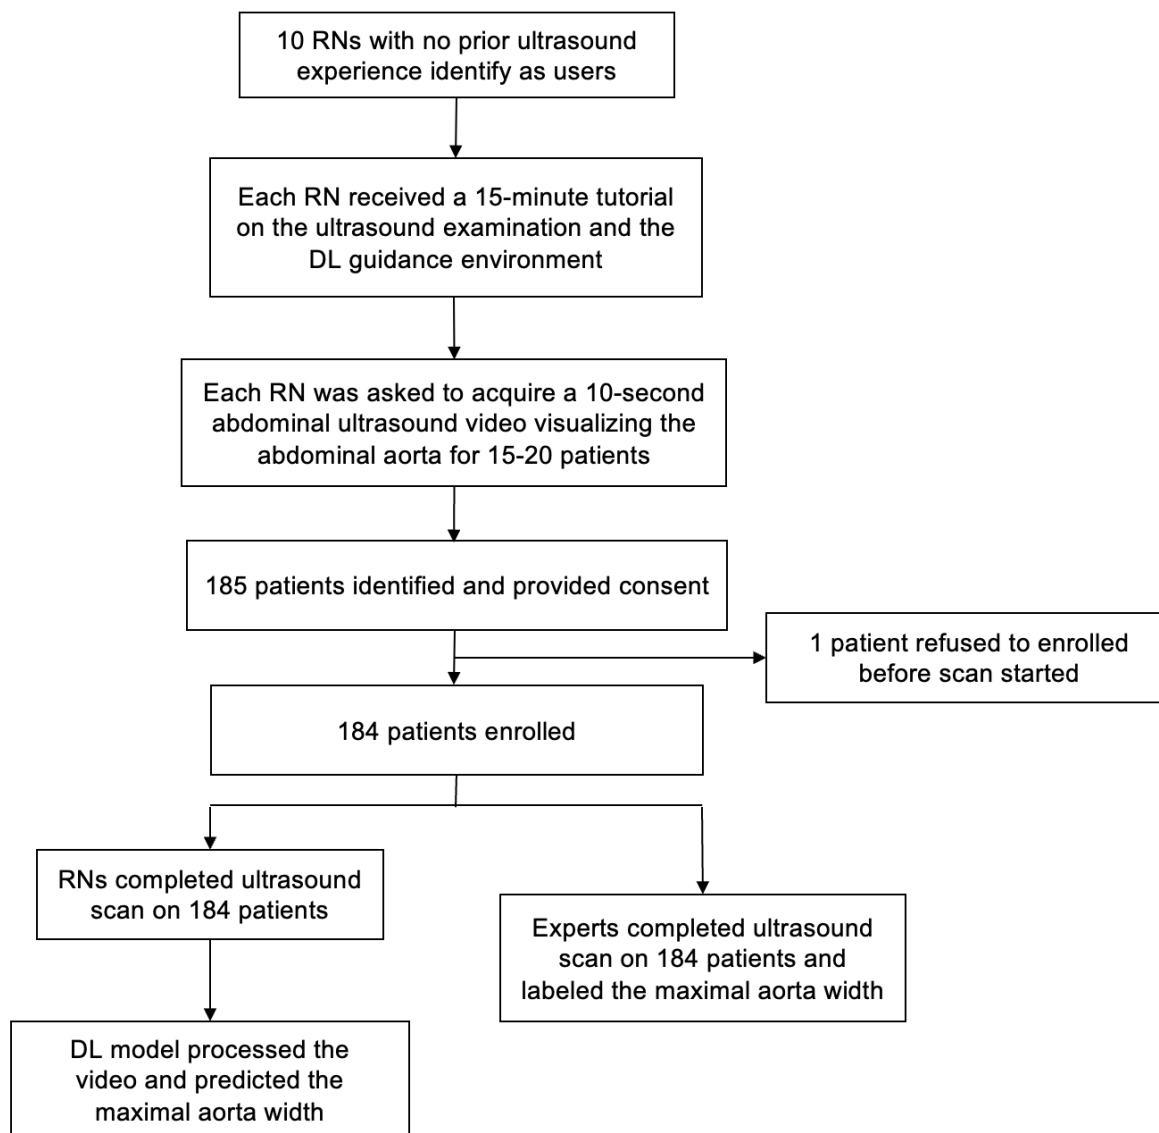 10 RNs with no prior ultrasound
experience identify as users
Each RN received a 15-minute tutorial
on the ultrasound examination and the
DL guidance environment
Each RN was asked to acquire a 10-second
abdominal ultrasound video visualizing the
abdominal aorta for 15-20 patients
185 patients identified and provided consent
1 patient refused to enrolled
before scan started
184 patients enrolled
RNs completed ultrasound
scan on 184 patients
Experts completed ultrasound
scan on 184 patients and
labeled the maximal aorta width
DL model processed the
video and predicted the
maximal aorta width